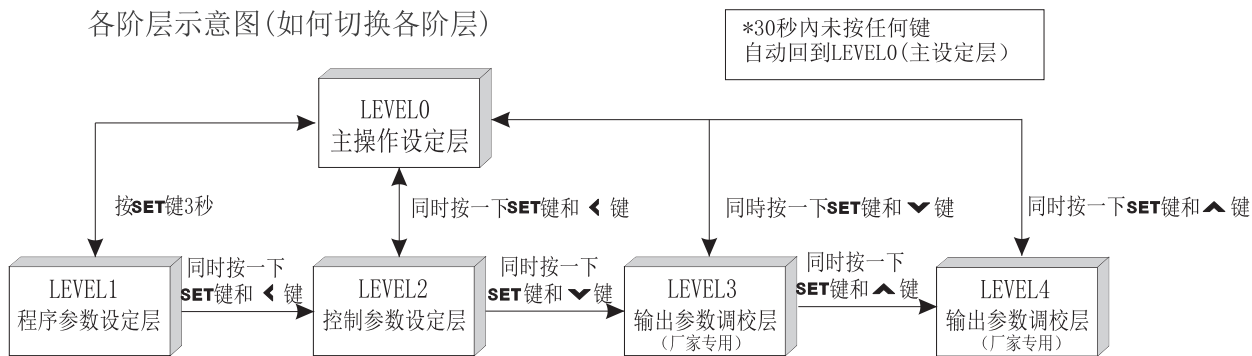 各阶层示意图(如何切换各阶层)
*30秒內未按任何键
自动回到LEVEL0(主设定层)
LEVEL0
主操作设定层
按SET键3秒
同时按一下SET键和 < 键
同時按一下SET键和 ﹀ 键
同时按一下SET键和 ︿ 键
同时按一下
SET键和 < 键
同时按一下
SET键和 ﹀ 键
同时按一下
SET键和 ︿ 键
LEVEL1
程序参数设定层
LEVEL2
控制参数设定层
LEVEL3
输出参数调校层
(厂家专用)
LEVEL4
输出参数调校层
(厂家专用)